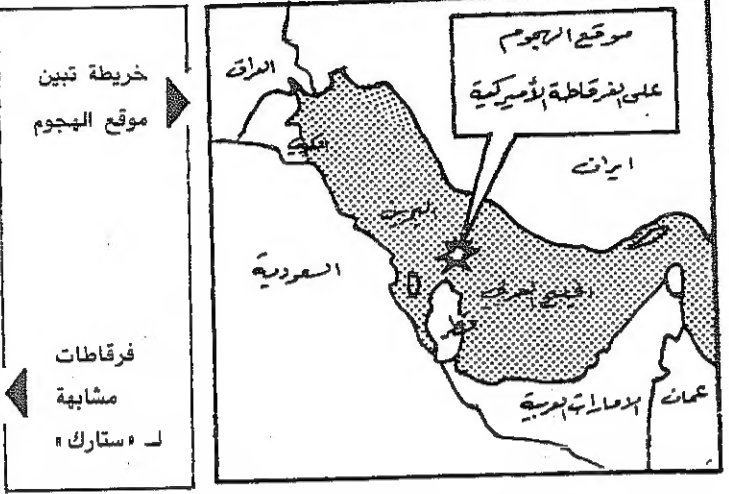 خريطة تبين
موقع الهجوم
فرقاطات
مشابهة
لـ «ستارك»
موقع الهجوم
على الفرقاطة الأميركية
العراق
الكويت
ايران
البحرين
السعودية
الخليج العربي
قطر
عمان
الامارات العربية